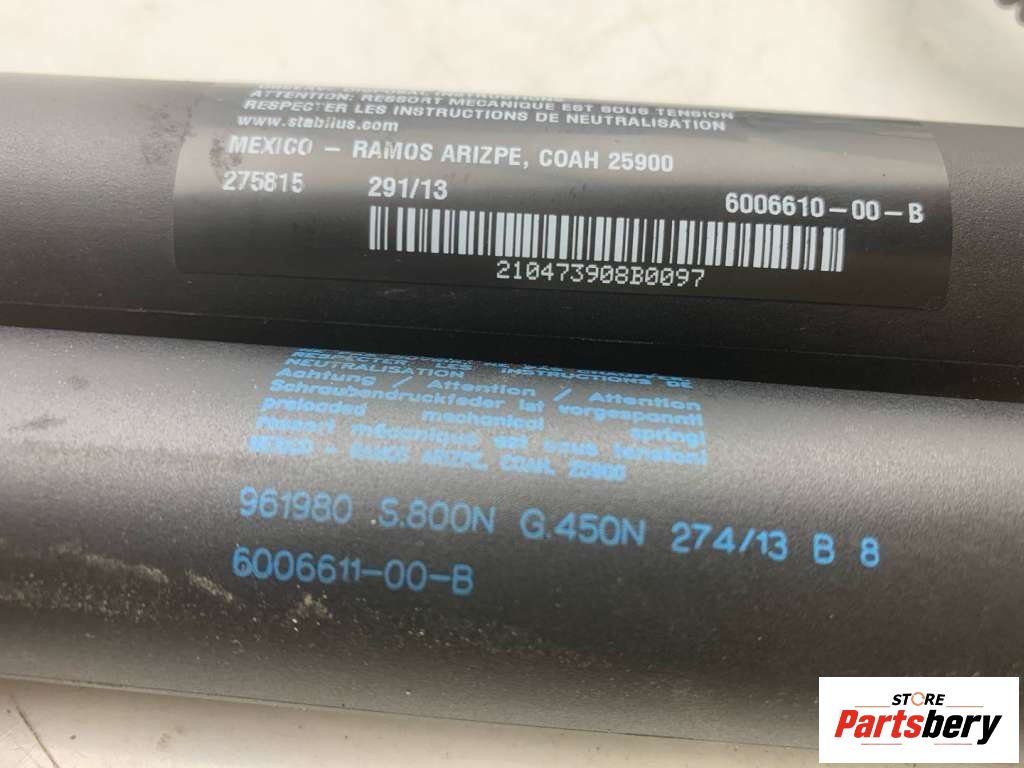 ATTENTION: RESSORT MECANIQUE EST SOUS TENSION
RESPECTER LES INSTRUCTIONS DE NEUTRALISATION
www.stabilus.com
MEXICO - RAMOS ARIZPE, COAH 25900
275815 291/13 6006610-00-B
210473908B0097
LES INSTRUCTIONS DE
NEUTRALISATION
Achtung / Attention / Attention
Schraubendruckfeder ist vorgespannt!
preloaded mechanical spring!
ressort mécanique est sous tension!
MEXICO - RAMOS ARIZPE, COAH. 25900
961980 S.800N G.450N 274/13 B 8
6006611-00-B
STORE
Partsbery